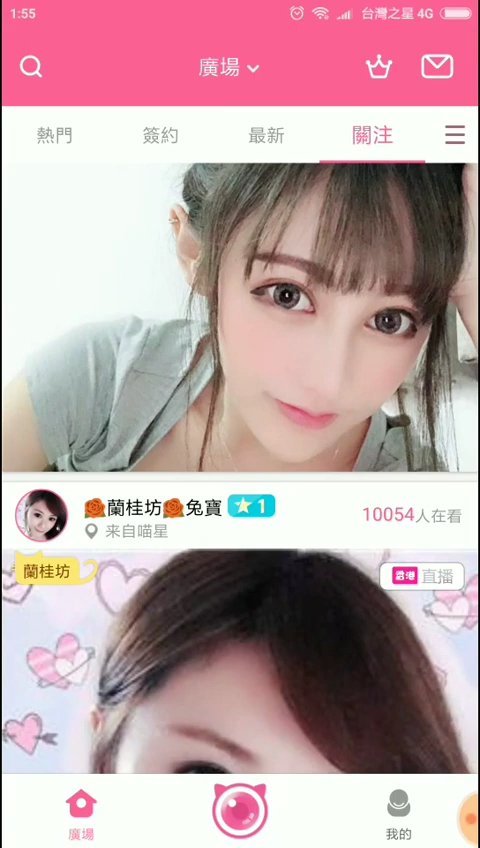 1:55 台灣之星 4G
廣場
熱門 簽約 最新 關注
蘭桂坊 兔寶 1
10054人在看
来自喵星
蘭桂坊
直播
廣場 我的